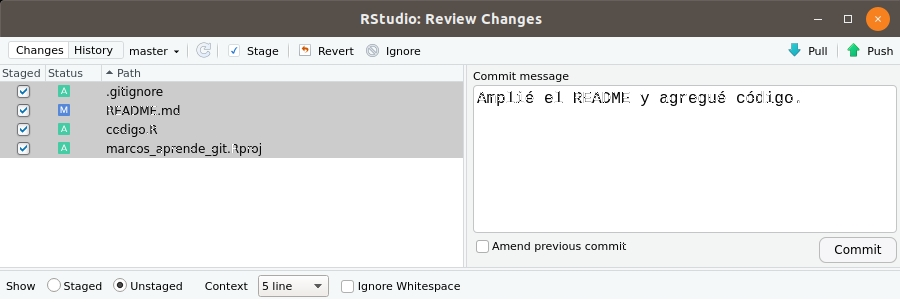 RStudio: Review Changes
Changes History master Stage Revert Ignore Pull Push
Staged Status Path
A .gitignore
M README.md
A codigo.R
A marcos_aprende_git.Rproj
Commit message
Amplié el README y agregué código.
Amend previous commit
Commit
Show Staged Unstaged Context 5 line Ignore Whitespace